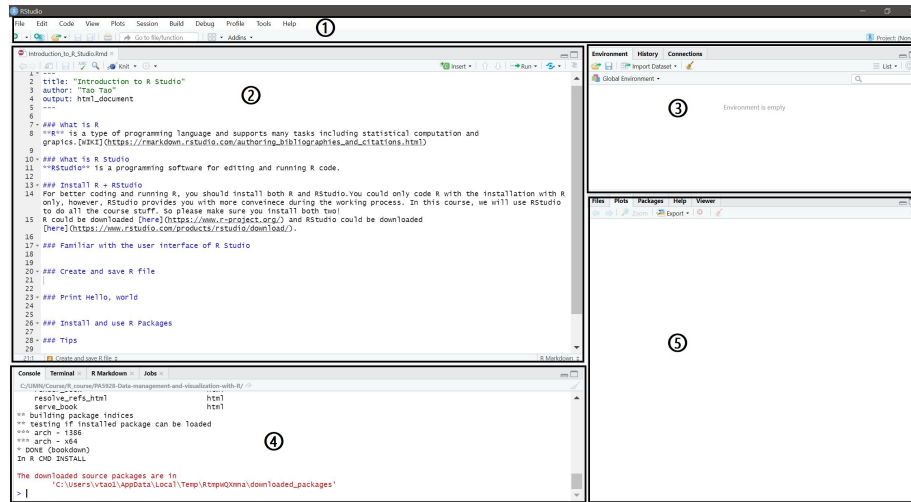 RStudio
File Edit Code View Plots Session Build Debug Profile Tools Help
①
Go to file/function Addins
Project: (Non
Introduction_to_R_Studio.Rmd
Knit Insert Run
②
1 ---
2 title: "Introduction to R Studio"
3 author: "Tao Tao"
4 output: html_document
5 ---
6
7 ### What is R
8 **R** is a type of programming language and supports many tasks including statistical computation and
grapics.[WIKI](https://rmarkdown.rstudio.com/authoring_bibliographies_and_citations.html)
9
10 ### What is R Studio
11 **RStudio** is a programming software for editing and running R code.
12
13 ### Install R + RStudio
14 For better coding and running R, you should install both R and RStudio.You could only code R with the installation with R
only, however, RStudio provides you with more conveinece during the working process. In this course, we will use RStudio
to do all the course stuff. So please make sure you install both two!
15 R could be downloaded [here](https://www.r-project.org/) and RStudio could be downloaded
[here](https://www.rstudio.com/products/rstudio/download/).
16
17 ### Familiar with the user interface of R Studio
18
19
20 ### Create and save R file
21
22
23 ### Print Hello, world
24
25
26 ### Install and use R Packages
27
28 ### Tips
29
21:1 Create and save R file R Markdown
Environment History Connections
Import Dataset List
Global Environment
③
Environment is empty
Console Terminal R Markdown Jobs
C:/UMN/Course/R_course/PA5928-Data-management-and-visualization-with-R/
resolve_refs_html html
serve_book html
** building package indices
** testing if installed package can be loaded
*** arch - i386
*** arch - x64
* DONE (bookdown)
In R CMD INSTALL
④
The downloaded source packages are in
'C:\Users\vtao1\AppData\Local\Temp\RtmpWQXmna\downloaded_packages'
>
Files Plots Packages Help Viewer
Zoom Export
⑤